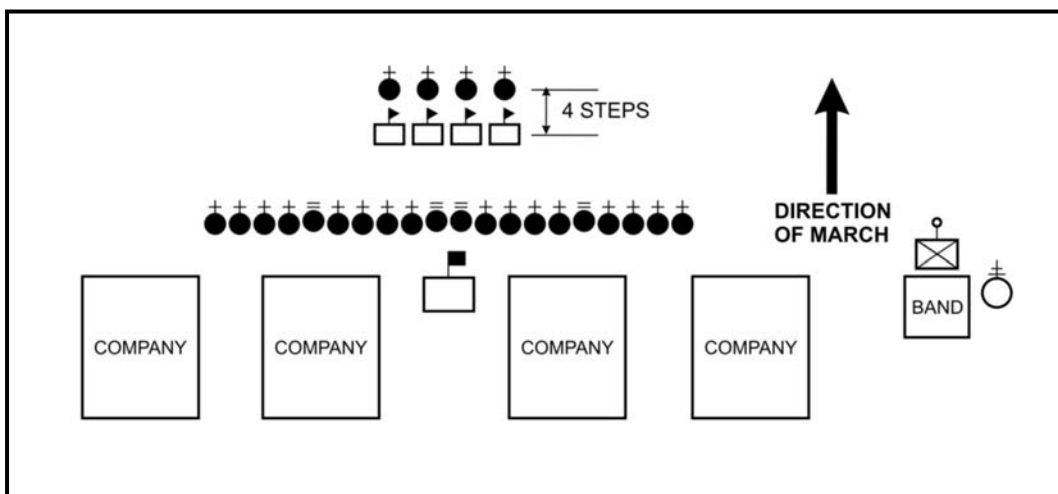 4 STEPS
DIRECTION
OF MARCH
BAND
COMPANY
COMPANY
COMPANY
COMPANY